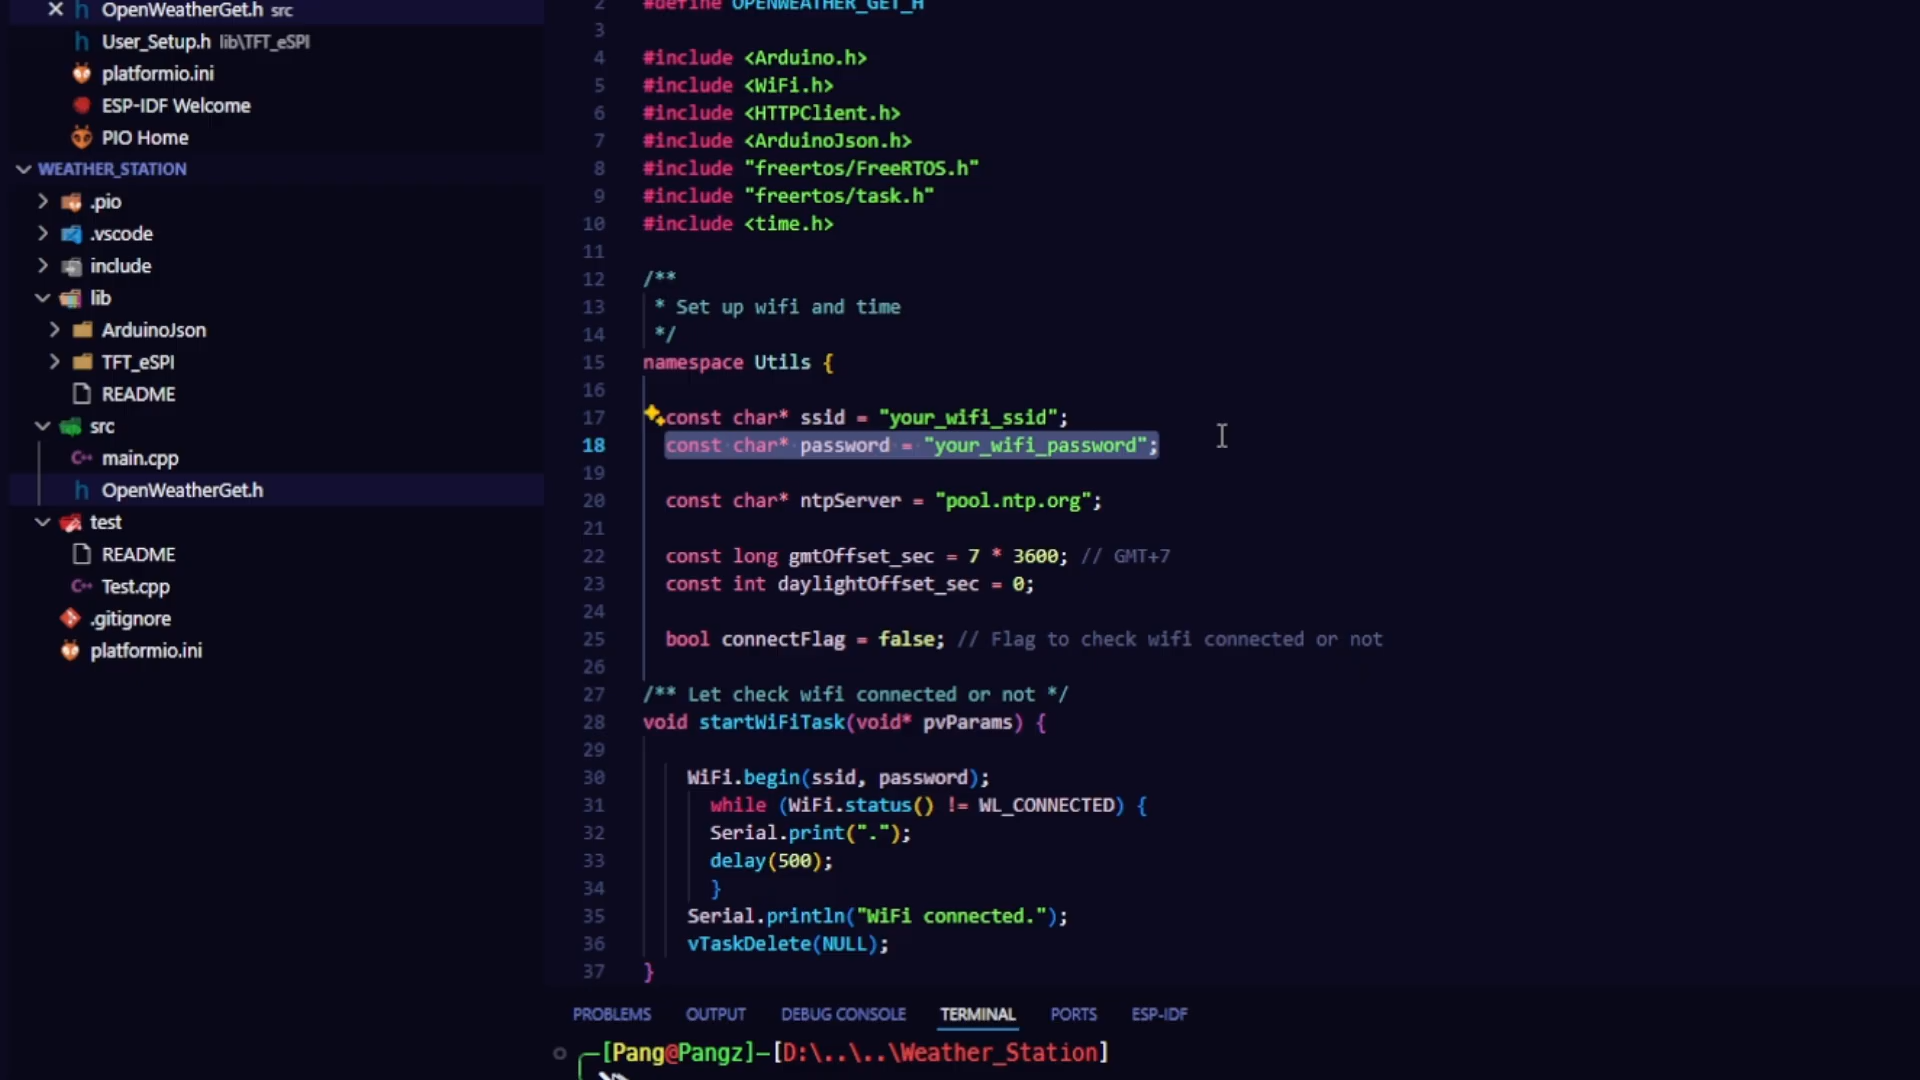 OpenWeatherGet.h src
User_Setup.h lib\TFT_eSPI
platformio.ini
ESP-IDF Welcome
PIO Home
WEATHER_STATION
.pio
.vscode
include
lib
ArduinoJson
TFT_eSPI
README
src
main.cpp
OpenWeatherGet.h
test
README
Test.cpp
.gitignore
platformio.ini
2 #define OPENWEATHER_GET_H
3
4 #include <Arduino.h>
5 #include <WiFi.h>
6 #include <HTTPClient.h>
7 #include <ArduinoJson.h>
8 #include "freertos/FreeRTOS.h"
9 #include "freertos/task.h"
10 #include <time.h>
11
12 /**
13 * Set up wifi and time
14 */
15 namespace Utils {
16
17 const char* ssid = "your_wifi_ssid";
18 const char* password = "your_wifi_password";
19
20 const char* ntpServer = "pool.ntp.org";
21
22 const long gmtOffset_sec = 7 * 3600; // GMT+7
23 const int daylightOffset_sec = 0;
24
25 bool connectFlag = false; // Flag to check wifi connected or not
26
27 /** Let check wifi connected or not */
28 void startWiFiTask(void* pvParams) {
29
30 WiFi.begin(ssid, password);
31 while (WiFi.status() != WL_CONNECTED) {
32 Serial.print(".");
33 delay(500);
34 }
35 Serial.println("WiFi connected.");
36 vTaskDelete(NULL);
37 }
PROBLEMS OUTPUT DEBUG CONSOLE TERMINAL PORTS ESP-IDF
[Pang@Pangz]-[D:\..\..\Weather_Station]